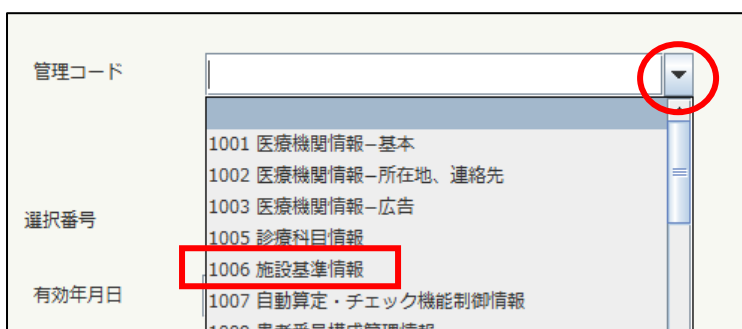 管理コード
1001 医療機関情報−基本
1002 医療機関情報−所在地、連絡先
1003 医療機関情報−広告
選択番号
1005 診療科目情報
1006 施設基準情報
有効年月日
1007 自動算定・チェック機能制御情報